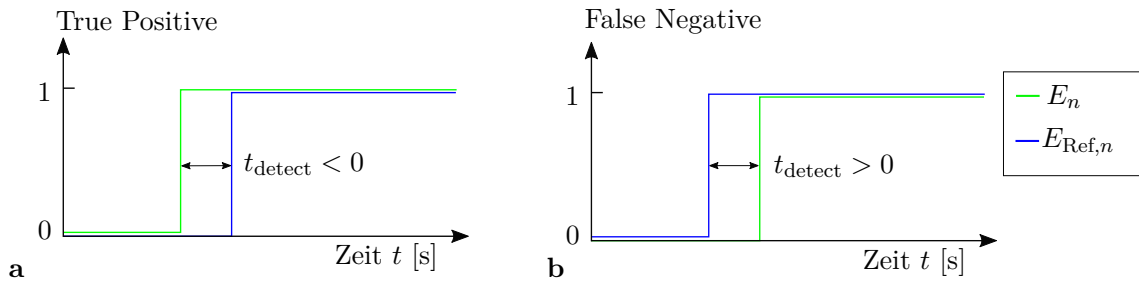 True Positive
1
t_detect < 0
0
Zeit t [s]
a
False Negative
1
t_detect > 0
0
Zeit t [s]
b
E_n
E_Ref,n